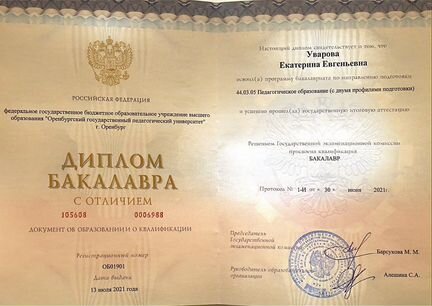 РОССИЙСКАЯ ФЕДЕРАЦИЯ
федеральное государственное бюджетное образовательное учреждение высшего
образования "Оренбургский государственный педагогический университет"
г. Оренбург
ДИПЛОМ
БАКАЛАВРА
С ОТЛИЧИЕМ
105608 0006988
ДОКУМЕНТ ОБ ОБРАЗОВАНИИ И О КВАЛИФИКАЦИИ
Регистрационный номер
ОБ01901
Дата выдачи
13 июля 2021 года
Настоящий диплом свидетельствует о том, что
Уварова
Екатерина Евгеньевна
освоил(а) программу бакалавриата по направлению подготовки
44.03.05 Педагогическое образование (с двумя профилями подготовки)
и успешно прошел(ла) государственную итоговую аттестацию
Решением Государственной экзаменационной комиссии
присвоена квалификация
БАКАЛАВР
Протокол № 1-И от « 30 » июня 2021г.
Председатель
Государственной
экзаменационной комиссии
Барсукова М. М.
Руководитель образовательной
организации
Алешина С.А.